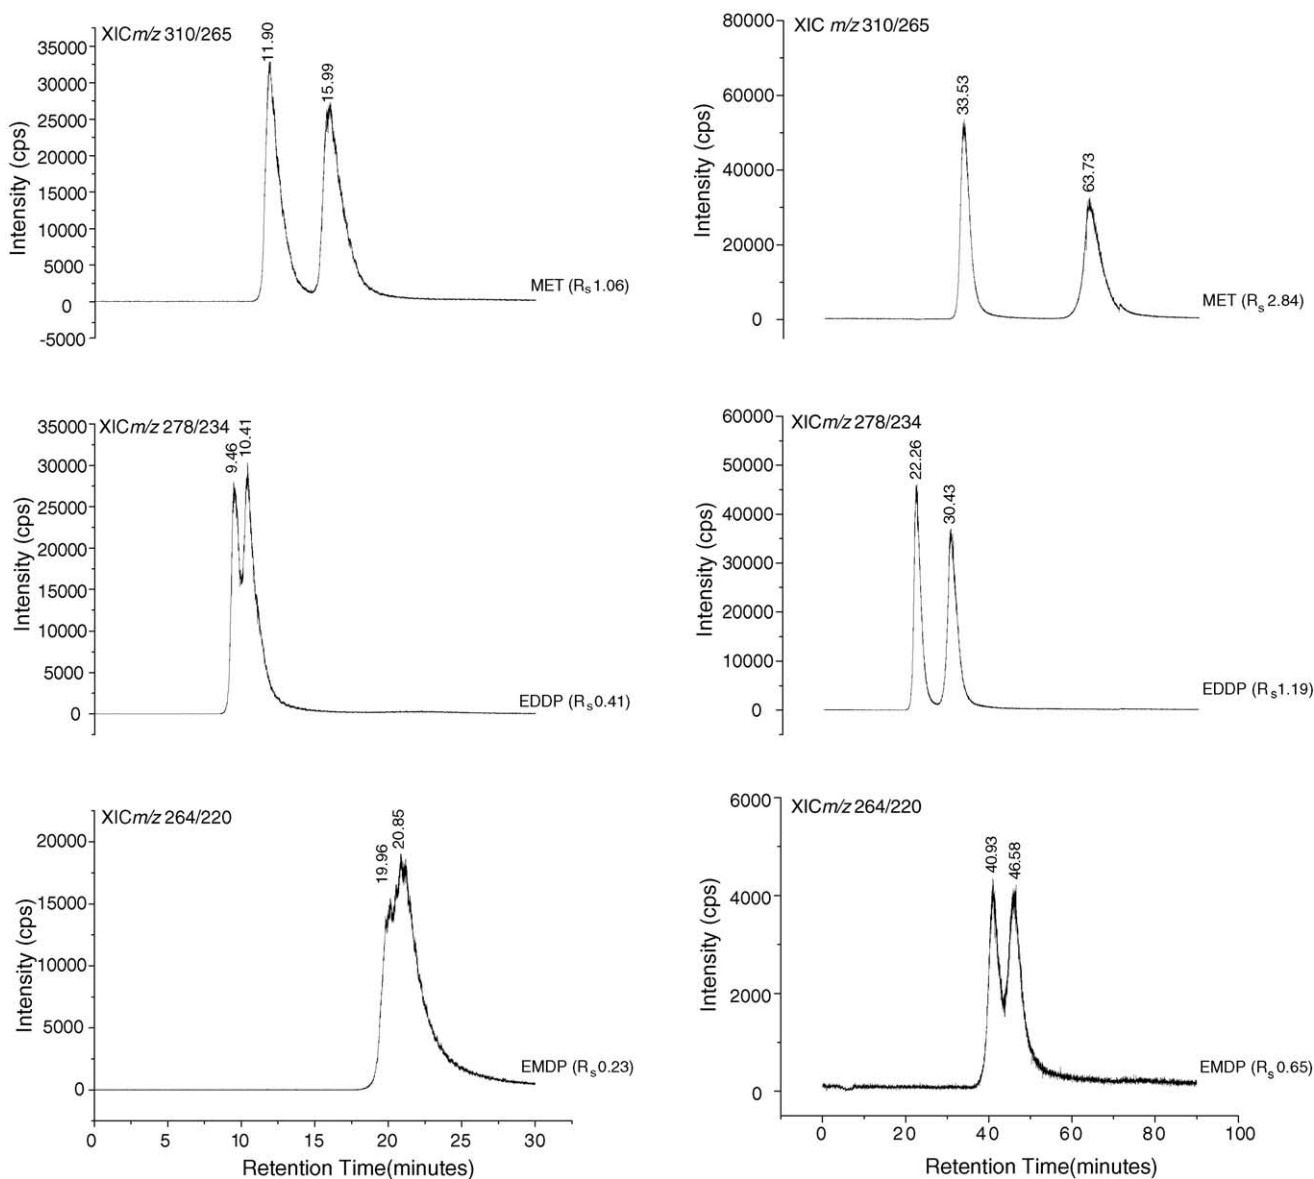 XIC m/z 310/265
11.90
15.99
35000
30000
25000
20000
15000
10000
5000
0
-5000
Intensity (cps)
MET (Rs 1.06)
XIC m/z 310/265
33.53
63.73
80000
60000
40000
20000
0
Intensity (cps)
MET (Rs 2.84)
XIC m/z 278/234
9.46
10.41
35000
30000
25000
20000
15000
10000
5000
0
Intensity (cps)
EDDP (Rs 0.41)
XIC m/z 278/234
22.26
30.43
60000
50000
40000
30000
20000
10000
0
Intensity (cps)
EDDP (Rs 1.19)
XIC m/z 264/220
19.96
20.85
20000
15000
10000
5000
0
Intensity (cps)
EMDP (Rs 0.23)
0 5 10 15 20 25 30
Retention Time(minutes)
XIC m/z 264/220
40.93
46.58
6000
4000
2000
0
Intensity (cps)
EMDP (Rs 0.65)
0 20 40 60 80 100
Retention Time(minutes)